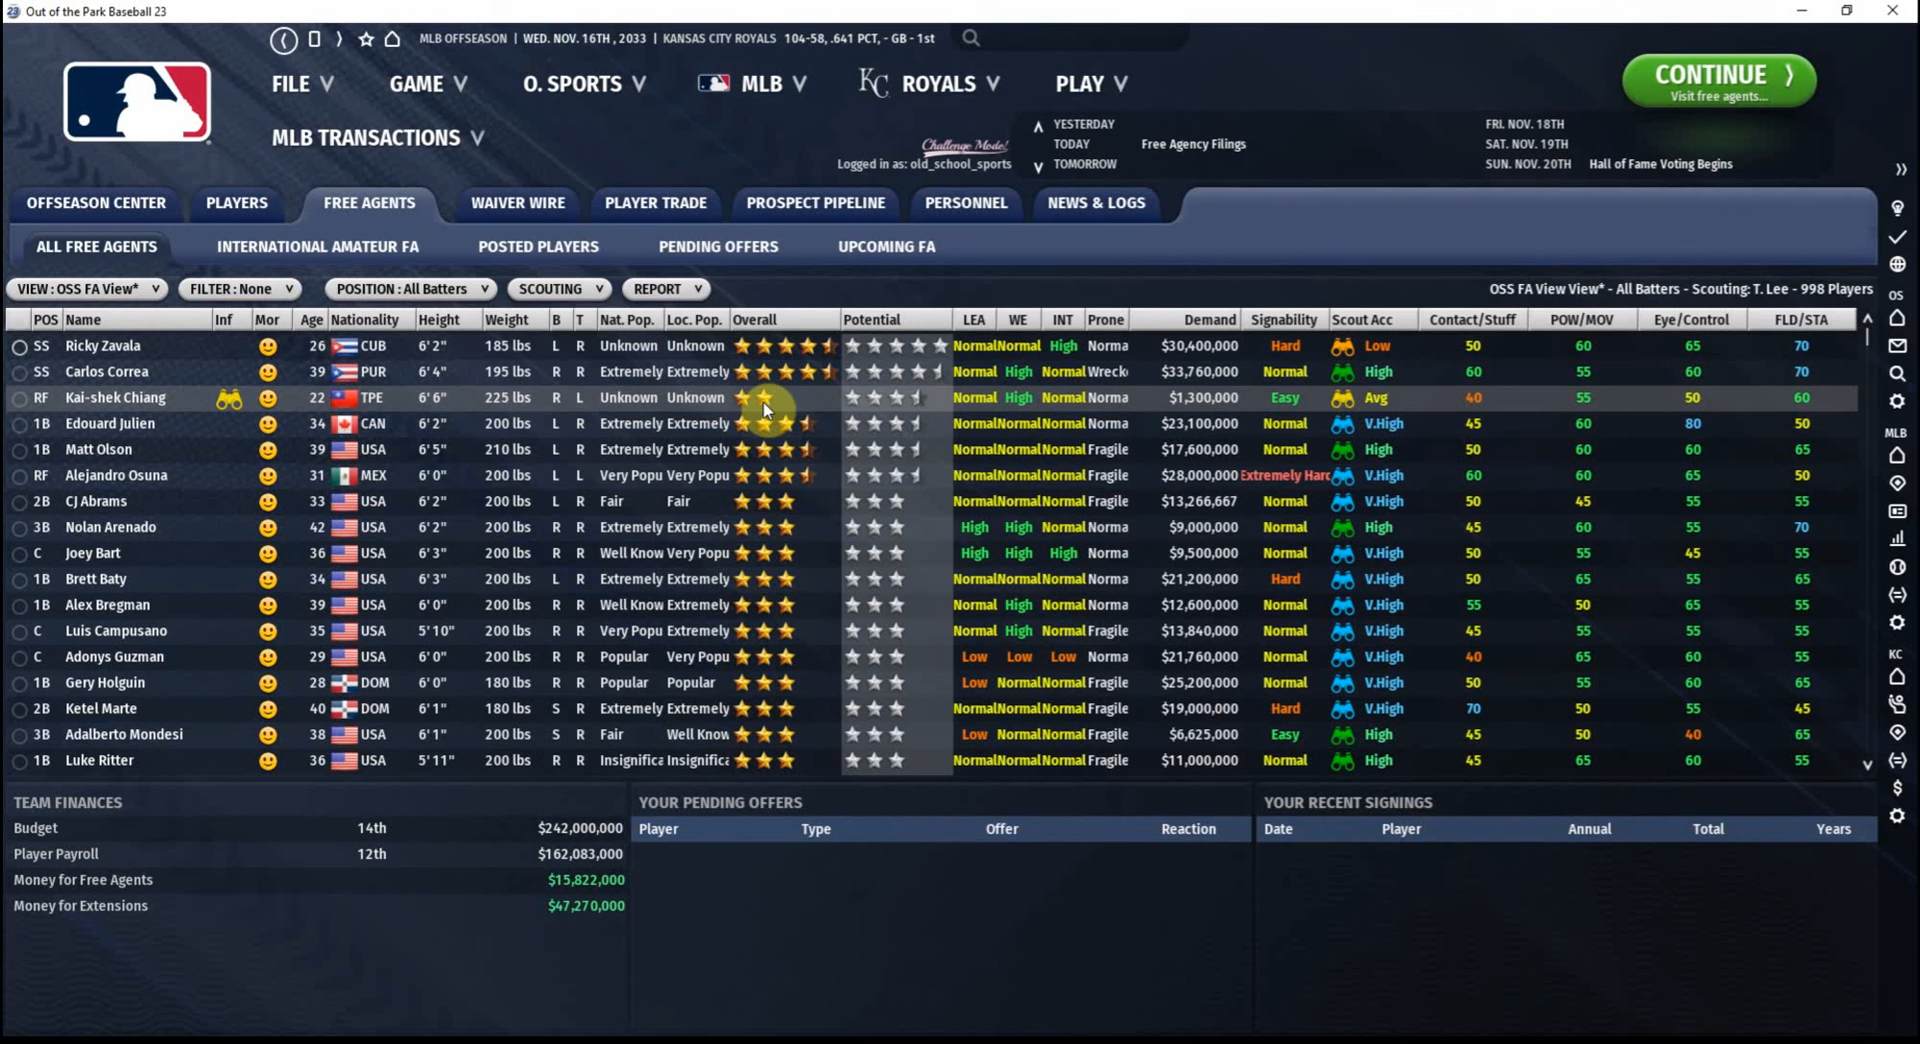 Out of the Park Baseball 23
MLB OFFSEASON | WED. NOV. 16TH , 2033 | KANSAS CITY ROYALS 104-58, .641 PCT, - GB - 1st
FILE GAME O. SPORTS MLB KC ROYALS PLAY
CONTINUE
Visit free agents...
MLB TRANSACTIONS
Challenge Mode!
Logged in as: old_school_sports
YESTERDAY
TODAY Free Agency Filings
TOMORROW
FRI. NOV. 18TH
SAT. NOV. 19TH
SUN. NOV. 20TH Hall of Fame Voting Begins
OFFSEASON CENTER PLAYERS FREE AGENTS WAIVER WIRE PLAYER TRADE PROSPECT PIPELINE PERSONNEL NEWS & LOGS
ALL FREE AGENTS INTERNATIONAL AMATEUR FA POSTED PLAYERS PENDING OFFERS UPCOMING FA
VIEW : OSS FA View* FILTER : None POSITION : All Batters SCOUTING REPORT OSS FA View View* - All Batters - Scouting: T. Lee - 998 Players
POS Name Inf Mor Age Nationality Height Weight B T Nat. Pop. Loc. Pop. Overall Potential LEA WE INT Prone Demand Signability Scout Acc Contact/Stuff POW/MOV Eye/Control FLD/STA
SS Ricky Zavala 26 CUB 6' 2" 185 lbs L R Unknown Unknown Normal Normal High Norma $30,400,000 Hard Low 50 60 65 70
SS Carlos Correa 39 PUR 6' 4" 195 lbs R R Extremely Extremely Normal High Normal Wreck $33,760,000 Normal High 60 55 60 70
RF Kai-shek Chiang 22 TPE 6' 6" 225 lbs R L Unknown Unknown Normal High Normal Norma $1,300,000 Easy Avg 40 55 50 60
1B Edouard Julien 34 CAN 6' 2" 200 lbs L R Extremely Extremely Normal Normal Normal Norma $23,100,000 Normal V.High 45 60 80 50
1B Matt Olson 39 USA 6' 5" 210 lbs L R Extremely Extremely Normal Normal Normal Fragile $17,600,000 Normal High 50 60 60 65
RF Alejandro Osuna 31 MEX 6' 0" 200 lbs L L Very Popu Very Popu Normal Normal Normal Fragile $28,000,000 Extremely Hard V.High 60 60 65 50
2B CJ Abrams 33 USA 6' 2" 200 lbs L R Fair Fair Normal Normal Normal Fragile $13,266,667 Normal V.High 50 45 55 55
3B Nolan Arenado 42 USA 6' 2" 200 lbs R R Extremely Extremely High High Normal Norma $9,000,000 Normal High 45 60 55 70
C Joey Bart 36 USA 6' 3" 200 lbs R R Well Know Very Popu High High High Norma $9,500,000 Normal V.High 50 55 45 55
1B Brett Baty 34 USA 6' 3" 200 lbs L R Extremely Extremely Normal Normal Normal Fragile $21,200,000 Hard V.High 50 65 55 65
1B Alex Bregman 39 USA 6' 0" 200 lbs R R Well Know Extremely Normal High Normal Norma $12,600,000 Normal V.High 55 50 65 55
C Luis Campusano 35 USA 5' 10" 200 lbs R R Very Popu Extremely Normal High Normal Fragile $13,840,000 Normal V.High 45 55 55 55
C Adonys Guzman 29 USA 6' 0" 200 lbs R R Popular Very Popu Low Low Low Norma $21,760,000 Normal V.High 40 65 60 55
1B Gery Holguin 28 DOM 6' 0" 180 lbs R R Popular Popular Low Normal Normal Fragile $25,200,000 Normal V.High 50 55 60 65
2B Ketel Marte 40 DOM 6' 1" 180 lbs S R Extremely Extremely Normal Normal Normal Fragile $19,000,000 Hard V.High 70 50 55 45
3B Adalberto Mondesi 38 USA 6' 1" 200 lbs S R Fair Well Know Low Normal Normal Fragile $6,625,000 Easy High 45 50 40 65
1B Luke Ritter 36 USA 5' 11" 200 lbs R R Insignifica Insignifica Normal Normal Normal Fragile $11,000,000 Normal High 45 65 60 55
TEAM FINANCES YOUR PENDING OFFERS YOUR RECENT SIGNINGS
Budget 14th $242,000,000 Player Type Offer Reaction Date Player Annual Total Years
Player Payroll 12th $162,083,000
Money for Free Agents $15,822,000
Money for Extensions $47,270,000
OS
MLB
KC